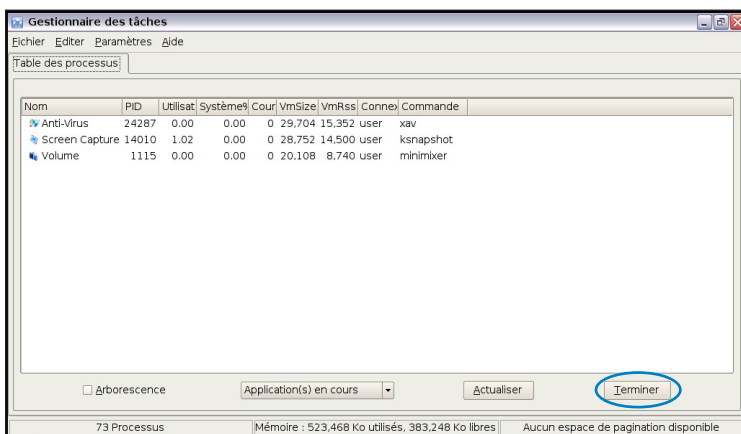 Gestionnaire des tâches
Fichier Editer Paramètres Aide
Table des processus
Nom PID Utilisat Système% Cour VmSize VmRss Connex Commande
Anti-Virus 24287 0.00 0.00 0 29,704 15,352 user xav
Screen Capture 14010 1.02 0.00 0 28,752 14,500 user ksnapshot
Volume 1115 0.00 0.00 0 20,108 8,740 user minimixer
Arborescence Application(s) en cours Actualiser Terminer
73 Processus Mémoire : 523,468 Ko utilisés, 383,248 Ko libres Aucun espace de pagination disponible